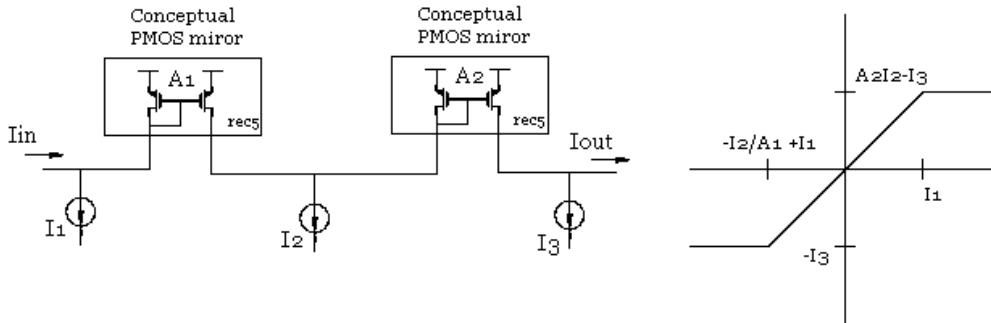 Conceptual
PMOS miror
A1
rec5
Conceptual
PMOS miror
A2
rec5
Iin
Iout
I1
I2
I3
A2I2-I3
-I2/A1 +I1
I1
-I3